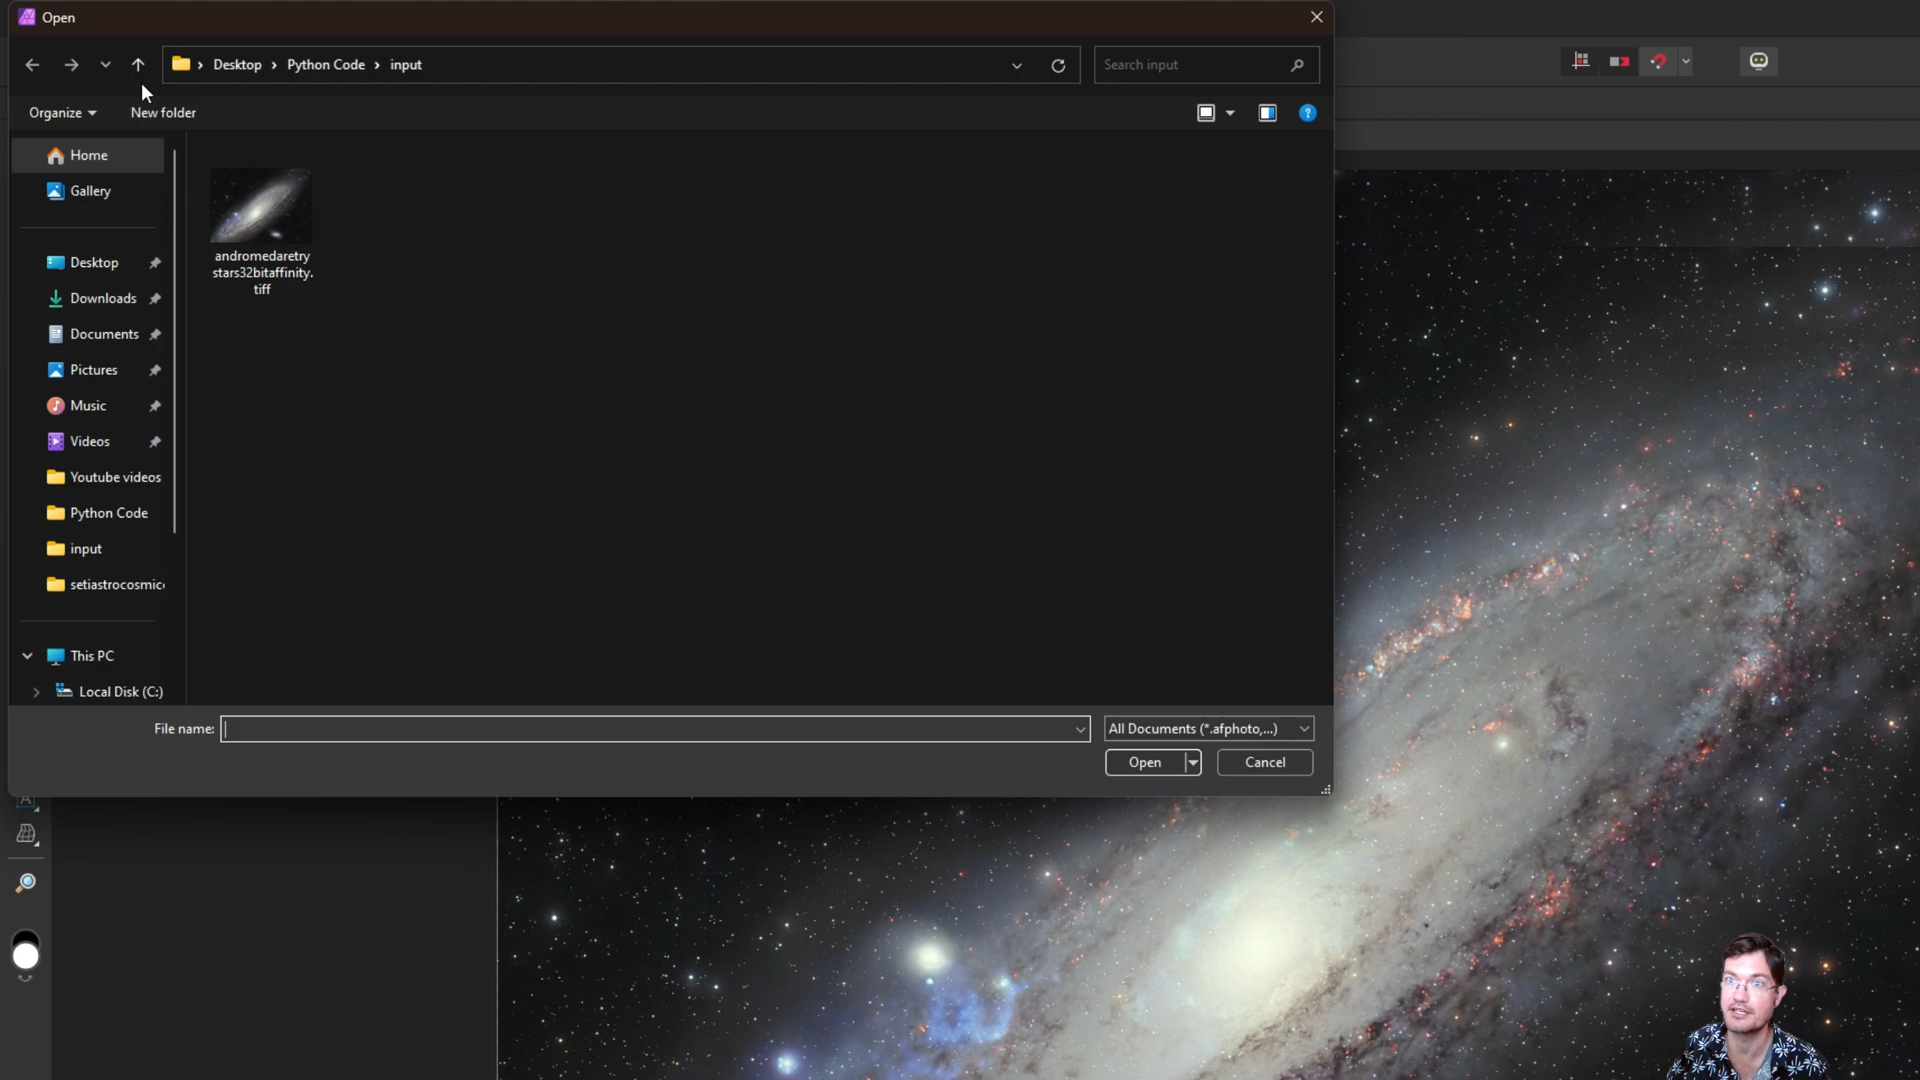 Open
Desktop > Python Code > input
Search input
Organize
New folder
Home
Gallery
Desktop
Downloads
Documents
Pictures
Music
Videos
Youtube videos
Python Code
input
setiastrocosmic
This PC
Local Disk (C:)
andromedaretry
stars32bitaffinity.
tiff
File name:
All Documents (*.afphoto,...)
Open
Cancel